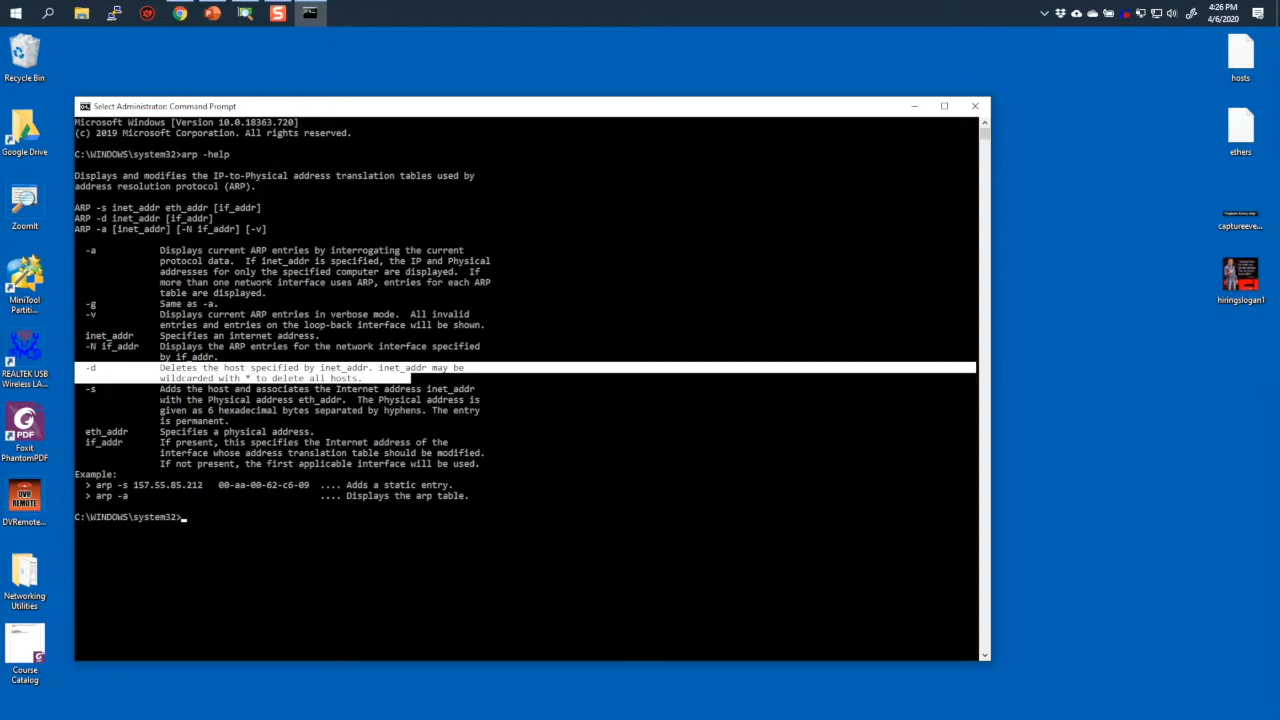 4:26 PM
4/6/2020
Recycle Bin
Google Drive
ZoomIt
MiniTool
Partiti...
REALTEK USB
Wireless LA...
PDF
Foxit
PhantomPDF
DVR
REMOTE
DVRemote...
Networking
Utilities
Course
Catalog
hosts
ethers
captureeve...
hiringslogan1
Select Administrator: Command Prompt
Microsoft Windows [Version 10.0.18363.720]
(c) 2019 Microsoft Corporation. All rights reserved.
C:\WINDOWS\system32>arp -help
Displays and modifies the IP-to-Physical address translation tables used by
address resolution protocol (ARP).
ARP -s inet_addr eth_addr [if_addr]
ARP -d inet_addr [if_addr]
ARP -a [inet_addr] [-N if_addr] [-v]
-a Displays current ARP entries by interrogating the current
protocol data. If inet_addr is specified, the IP and Physical
addresses for only the specified computer are displayed. If
more than one network interface uses ARP, entries for each ARP
table are displayed.
-g Same as -a.
-v Displays current ARP entries in verbose mode. All invalid
entries and entries on the loop-back interface will be shown.
inet_addr Specifies an internet address.
-N if_addr Displays the ARP entries for the network interface specified
by if_addr.
-d Deletes the host specified by inet_addr. inet_addr may be
wildcarded with * to delete all hosts.
-s Adds the host and associates the Internet address inet_addr
with the Physical address eth_addr. The Physical address is
given as 6 hexadecimal bytes separated by hyphens. The entry
is permanent.
eth_addr Specifies a physical address.
if_addr If present, this specifies the Internet address of the
interface whose address translation table should be modified.
If not present, the first applicable interface will be used.
Example:
> arp -s 157.55.85.212 00-aa-00-62-c6-09 .... Adds a static entry.
> arp -a .... Displays the arp table.
C:\WINDOWS\system32>